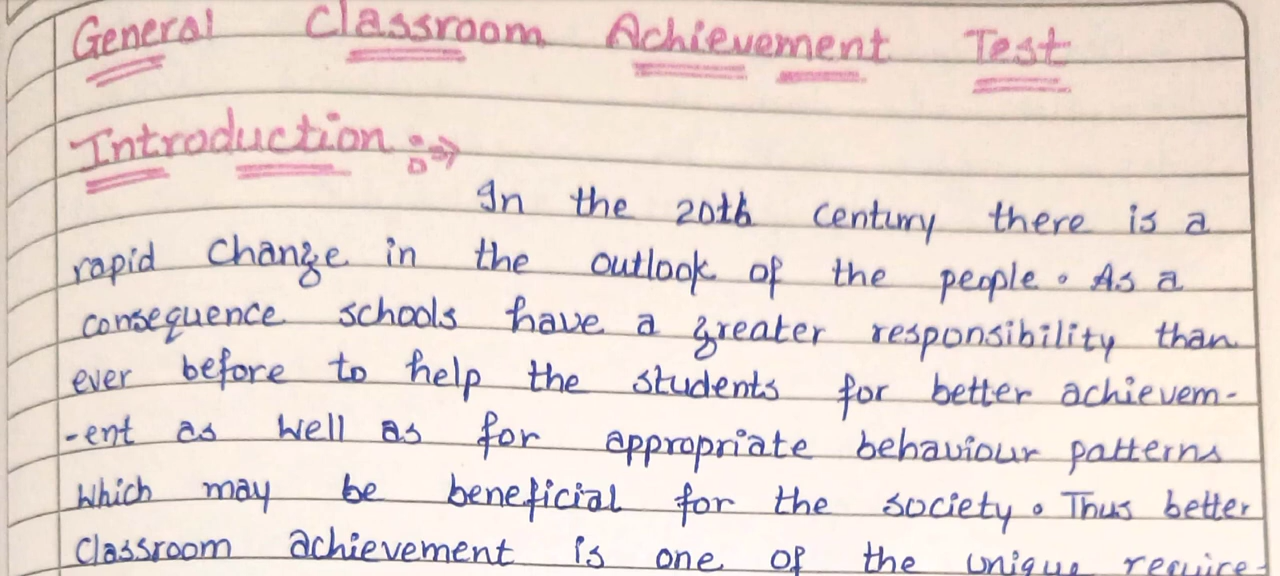 General Classroom Achievement Test
Introduction :⇒
In the 20th century there is a
rapid change in the outlook of the people. As a
consequence schools have a greater responsibility than
ever before to help the students for better achievem-
-ent as well as for appropriate behaviour patterns
which may be beneficial for the society. Thus better
classroom achievement is one of the unique require-